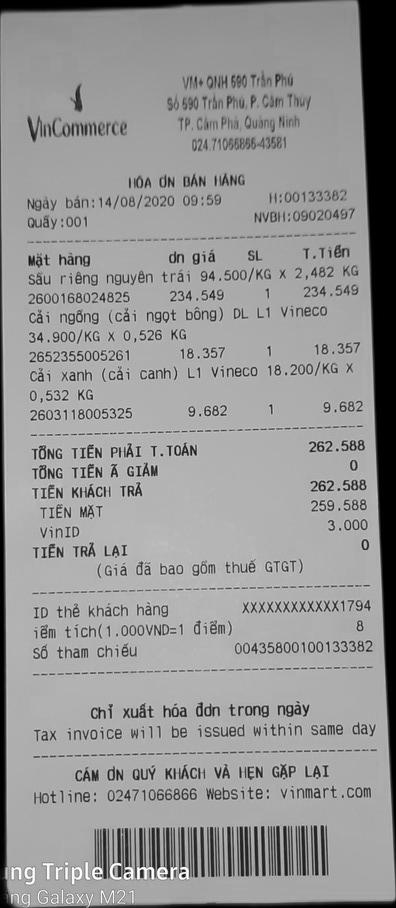 VinCommerce
VM+ QNH 590 Trần Phú
Số 590 Trần Phú, P. Cẩm Thủy
TP. Cẩm Phả, Quảng Ninh
024.71066866-43581
HÓA ƠN BÁN HÀNG
Ngày bán:14/08/2020 09:59 H:00133382
Quầy:001 NVBH:09020497
Mặt hàng ơn giá SL T.Tiền
Sầu riêng nguyên trái 94.500/KG X 2,482 KG
2600168024825 234.549 1 234.549
Cải ngồng (cải ngọt bông) DL L1 Vineco
34.900/KG X 0,526 KG
2652355005261 18.357 1 18.357
Cải xanh (cải canh) L1 Vineco 18.200/KG X
0,532 KG
2603118005325 9.682 1 9.682
TỔNG TIỀN PHẢI T.TOÁN 262.588
TỔNG TIỀN Ã GIẢM 0
TIỀN KHÁCH TRẢ 262.588
TIỀN MẶT 259.588
VinID 3.000
TIỀN TRẢ LẠI 0
(Giá đã bao gồm thuế GTGT)
ID thẻ khách hàng XXXXXXXXXXXX1794
iểm tích(1.000VND=1 điểm) 8
Số tham chiếu 00435800100133382
Chỉ xuất hóa đơn trong ngày
Tax invoice will be issued within same day
CẢM ƠN QUÝ KHÁCH VÀ HẸN GẶP LẠI
Hotline: 02471066866 Website: vinmart.com
ung Triple Camera
ng Galaxy M21